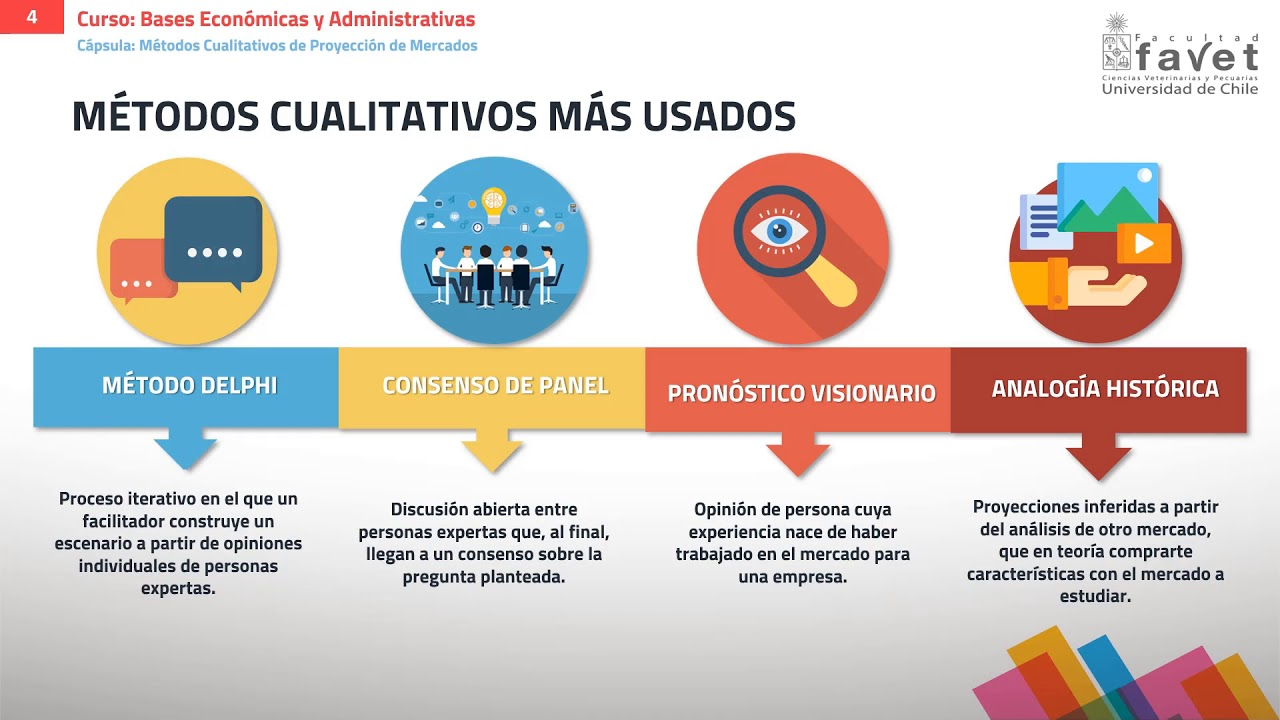 4
Curso: Bases Económicas y Administrativas
Cápsula: Métodos Cualitativos de Proyección de Mercados
Facultad
favet
Ciencias Veterinarias y Pecuarias
Universidad de Chile
MÉTODOS CUALITATIVOS MÁS USADOS
MÉTODO DELPHI
Proceso iterativo en el que un
facilitador construye un
escenario a partir de opiniones
individuales de personas
expertas.
CONSENSO DE PANEL
Discusión abierta entre
personas expertas que, al final,
llegan a un consenso sobre la
pregunta planteada.
PRONÓSTICO VISIONARIO
Opinión de persona cuya
experiencia nace de haber
trabajado en el mercado para
una empresa.
ANALOGÍA HISTÓRICA
Proyecciones inferidas a partir
del análisis de otro mercado,
que en teoría comprarte
características con el mercado a
estudiar.